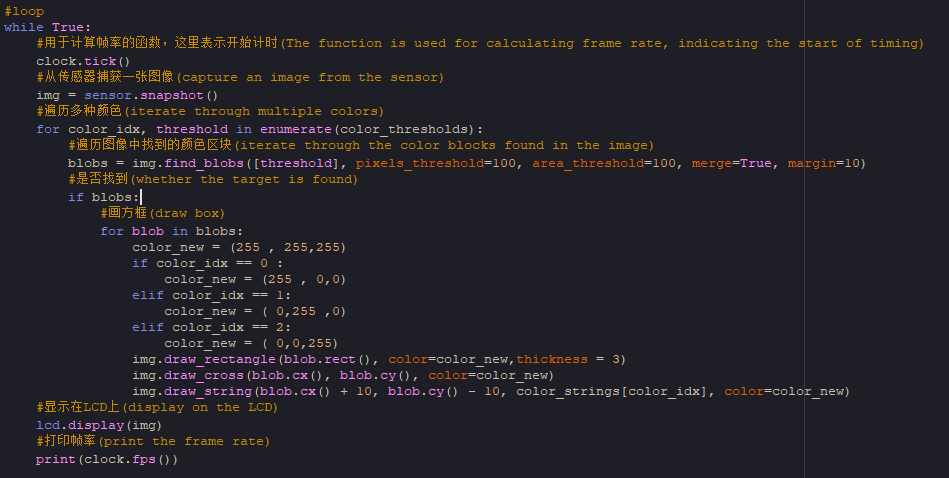 #loop
while True:
    #用于计算帧率的函数，这里表示开始计时(The function is used for calculating frame rate, indicating the start of timing)
    clock.tick()
    #从传感器捕获一张图像(capture an image from the sensor)
    img = sensor.snapshot()
    #遍历多种颜色(iterate through multiple colors)
    for color_idx, threshold in enumerate(color_thresholds):
        #遍历图像中找到的颜色区块(iterate through the color blocks found in the image)
        blobs = img.find_blobs([threshold], pixels_threshold=100, area_threshold=100, merge=True, margin=10)
        #是否找到(whether the target is found)
        if blobs:
            #画方框(draw box)
            for blob in blobs:
                color_new = (255 , 255,255)
                if color_idx == 0 :
                    color_new = (255 , 0,0)
                elif color_idx == 1:
                    color_new = ( 0,255 ,0)
                elif color_idx == 2:
                    color_new = ( 0,0,255)
                img.draw_rectangle(blob.rect(), color=color_new,thickness = 3)
                img.draw_cross(blob.cx(), blob.cy(), color=color_new)
                img.draw_string(blob.cx() + 10, blob.cy() - 10, color_strings[color_idx], color=color_new)
    #显示在LCD上(display on the LCD)
    lcd.display(img)
    #打印帧率(print the frame rate)
    print(clock.fps())